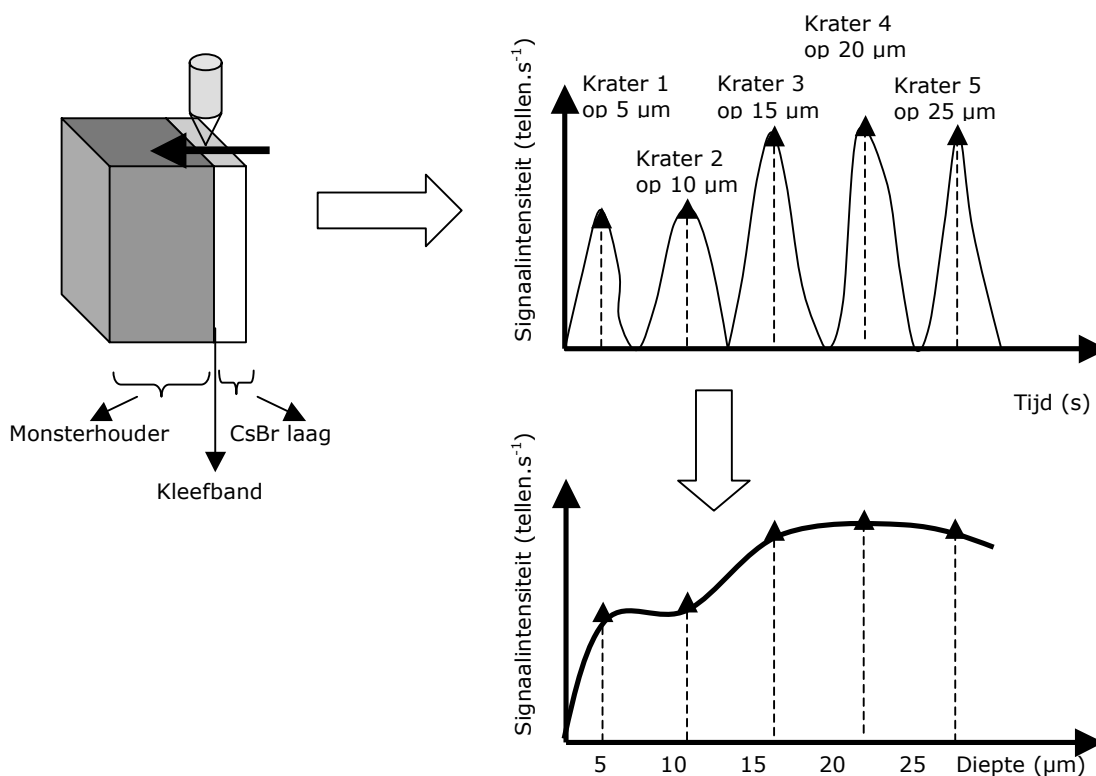 Krater 4
op 20 µm
Krater 1
op 5 µm
Krater 3
op 15 µm
Krater 5
op 25 µm
Krater 2
op 10 µm
Signaalintensiteit (tellen.s⁻¹)
Tijd (s)
Monsterhouder
CsBr laag
Kleefband
Signaalintensiteit (tellen.s⁻¹)
5 10 15 20 25 Diepte (µm)